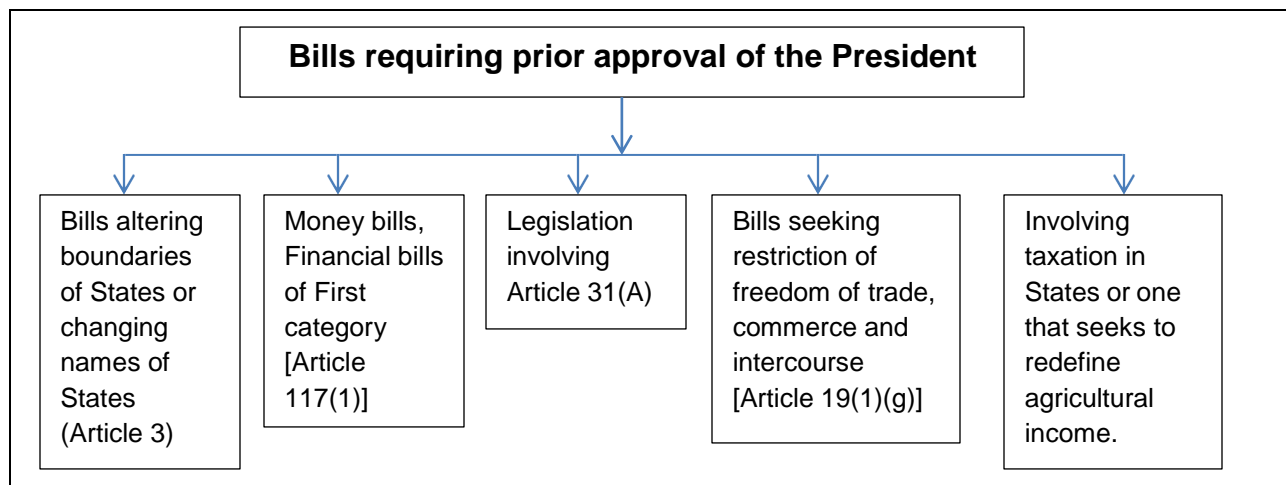 Bills requiring prior approval of the President
Bills altering
boundaries
of States or
changing
names of
States
(Article 3)
Money bills,
Financial bills
of First
category
[Article
117(1)]
Legislation
involving
Article 31(A)
Bills seeking
restriction of
freedom of trade,
commerce and
intercourse
[Article 19(1)(g)]
Involving
taxation in
States or one
that seeks to
redefine
agricultural
income.